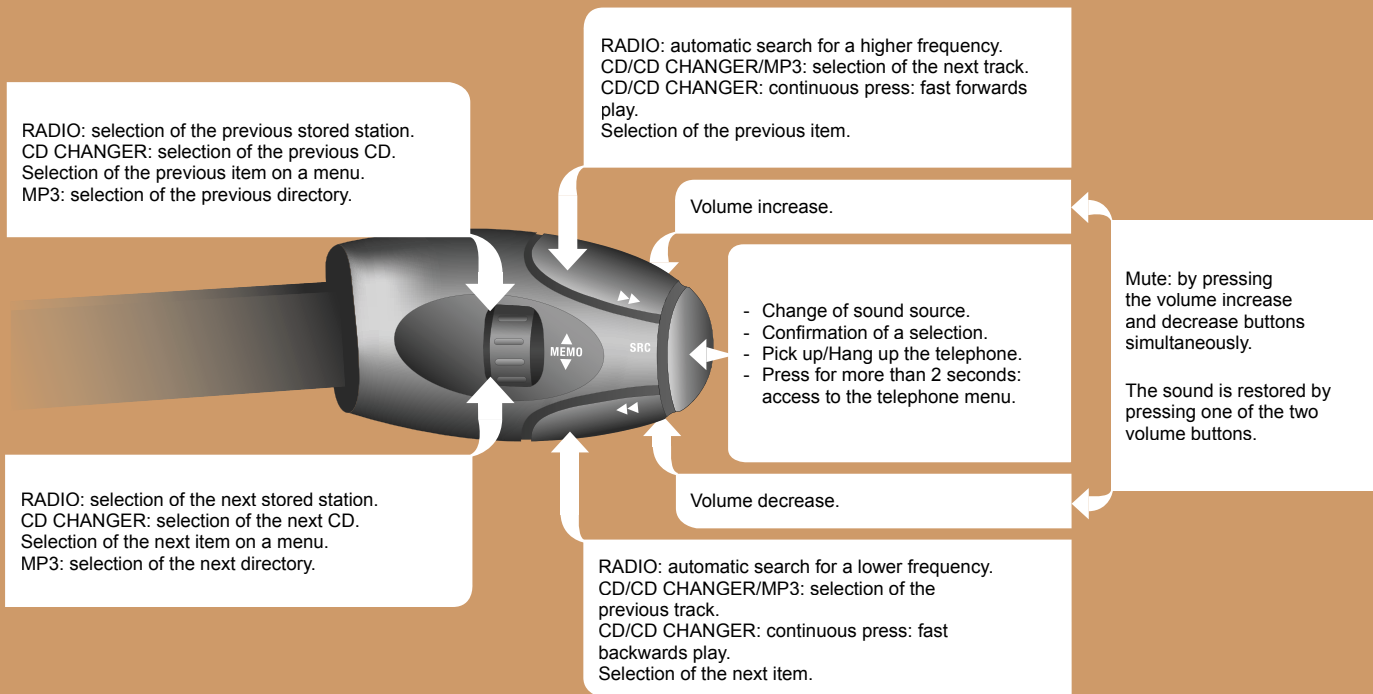 RADIO: automatic search for a higher frequency.
CD/CD CHANGER/MP3: selection of the next track.
CD/CD CHANGER: continuous press: fast forwards
play.
Selection of the previous item.
RADIO: selection of the previous stored station.
CD CHANGER: selection of the previous CD.
Selection of the previous item on a menu.
MP3: selection of the previous directory.
Volume increase.
- Change of sound source.
- Confirmation of a selection.
- Pick up/Hang up the telephone.
- Press for more than 2 seconds:
access to the telephone menu.
Mute: by pressing
the volume increase
and decrease buttons
simultaneously.
The sound is restored by
pressing one of the two
volume buttons.
MEMO
SRC
RADIO: selection of the next stored station.
CD CHANGER: selection of the next CD.
Selection of the next item on a menu.
MP3: selection of the next directory.
Volume decrease.
RADIO: automatic search for a lower frequency.
CD/CD CHANGER/MP3: selection of the
previous track.
CD/CD CHANGER: continuous press: fast
backwards play.
Selection of the next item.